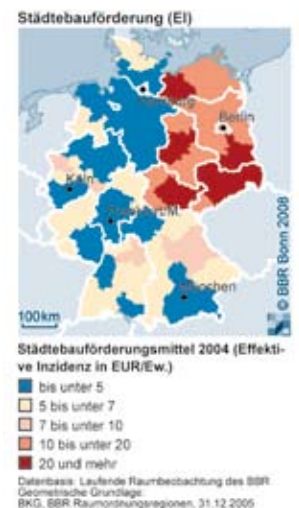 Städtebauförderung (EI)
Hamburg
Berlin
Köln
Frankfurt/M.
München
100 km
© BBR Bonn 2008
Städtebauförderungsmittel 2004 (Effekti-
ve Inzidenz in EUR/Ew.)
bis unter 5
5 bis unter 7
7 bis unter 10
10 bis unter 20
20 und mehr
Datenbasis: Laufende Raumbeobachtung des BBR
Geometrische Grundlage:
BKG, BBR Raumordnungsregionen, 31.12.2005